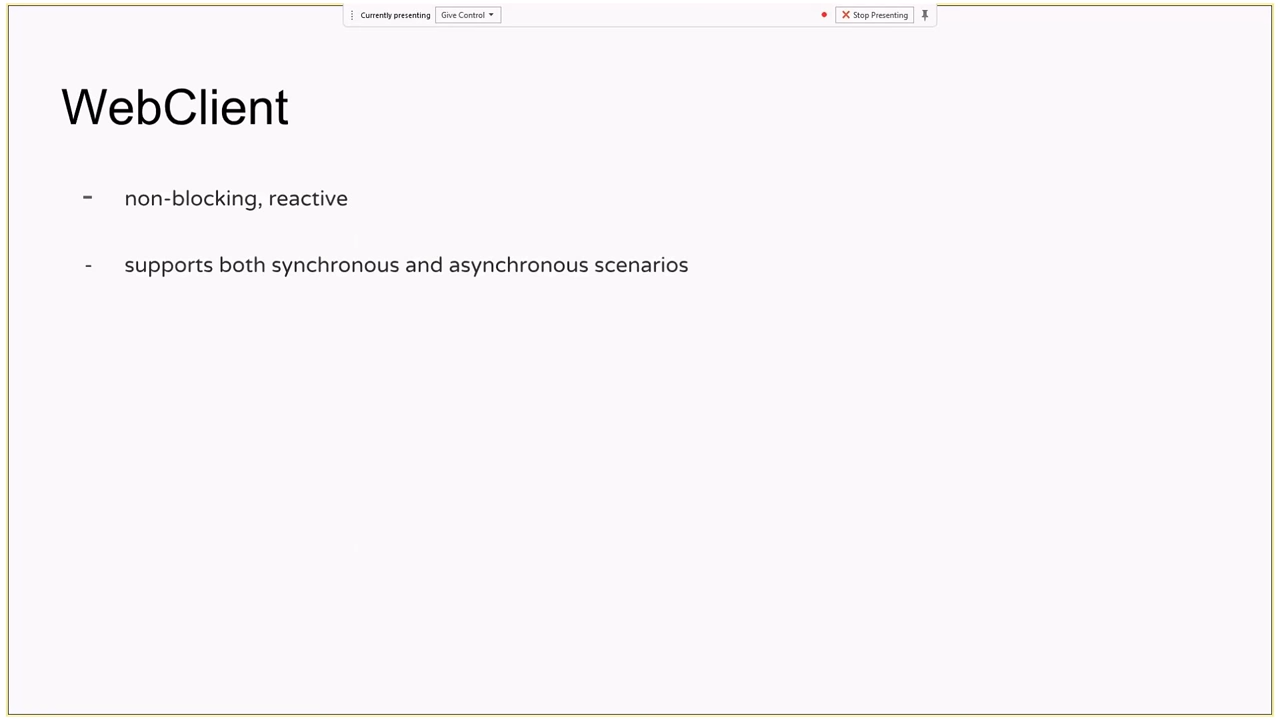 Currently presenting Give Control Stop Presenting
WebClient
- non-blocking, reactive
- supports both synchronous and asynchronous scenarios